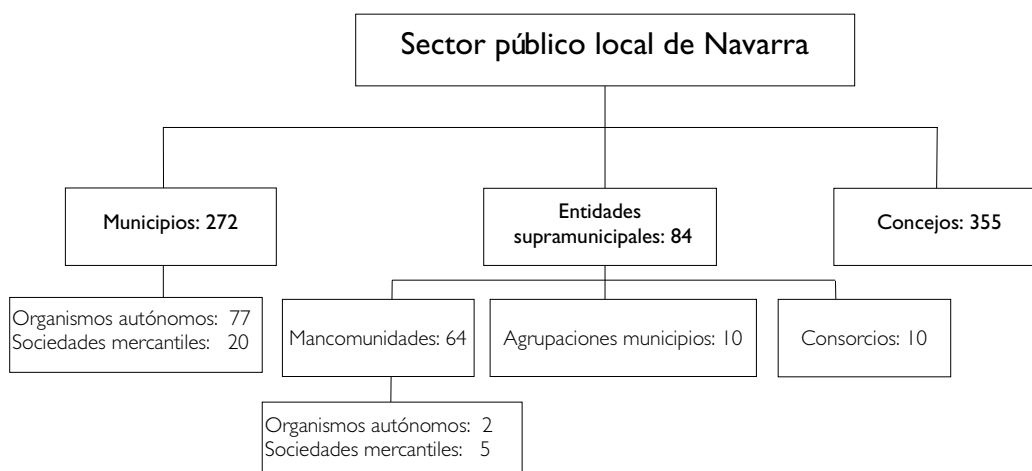 Sector público local de Navarra
Municipios: 272
Entidades
supramunicipales: 84
Concejos: 355
Organismos autónomos: 77
Sociedades mercantiles: 20
Mancomunidades: 64
Agrupaciones municipios: 10
Consorcios: 10
Organismos autónomos: 2
Sociedades mercantiles: 5